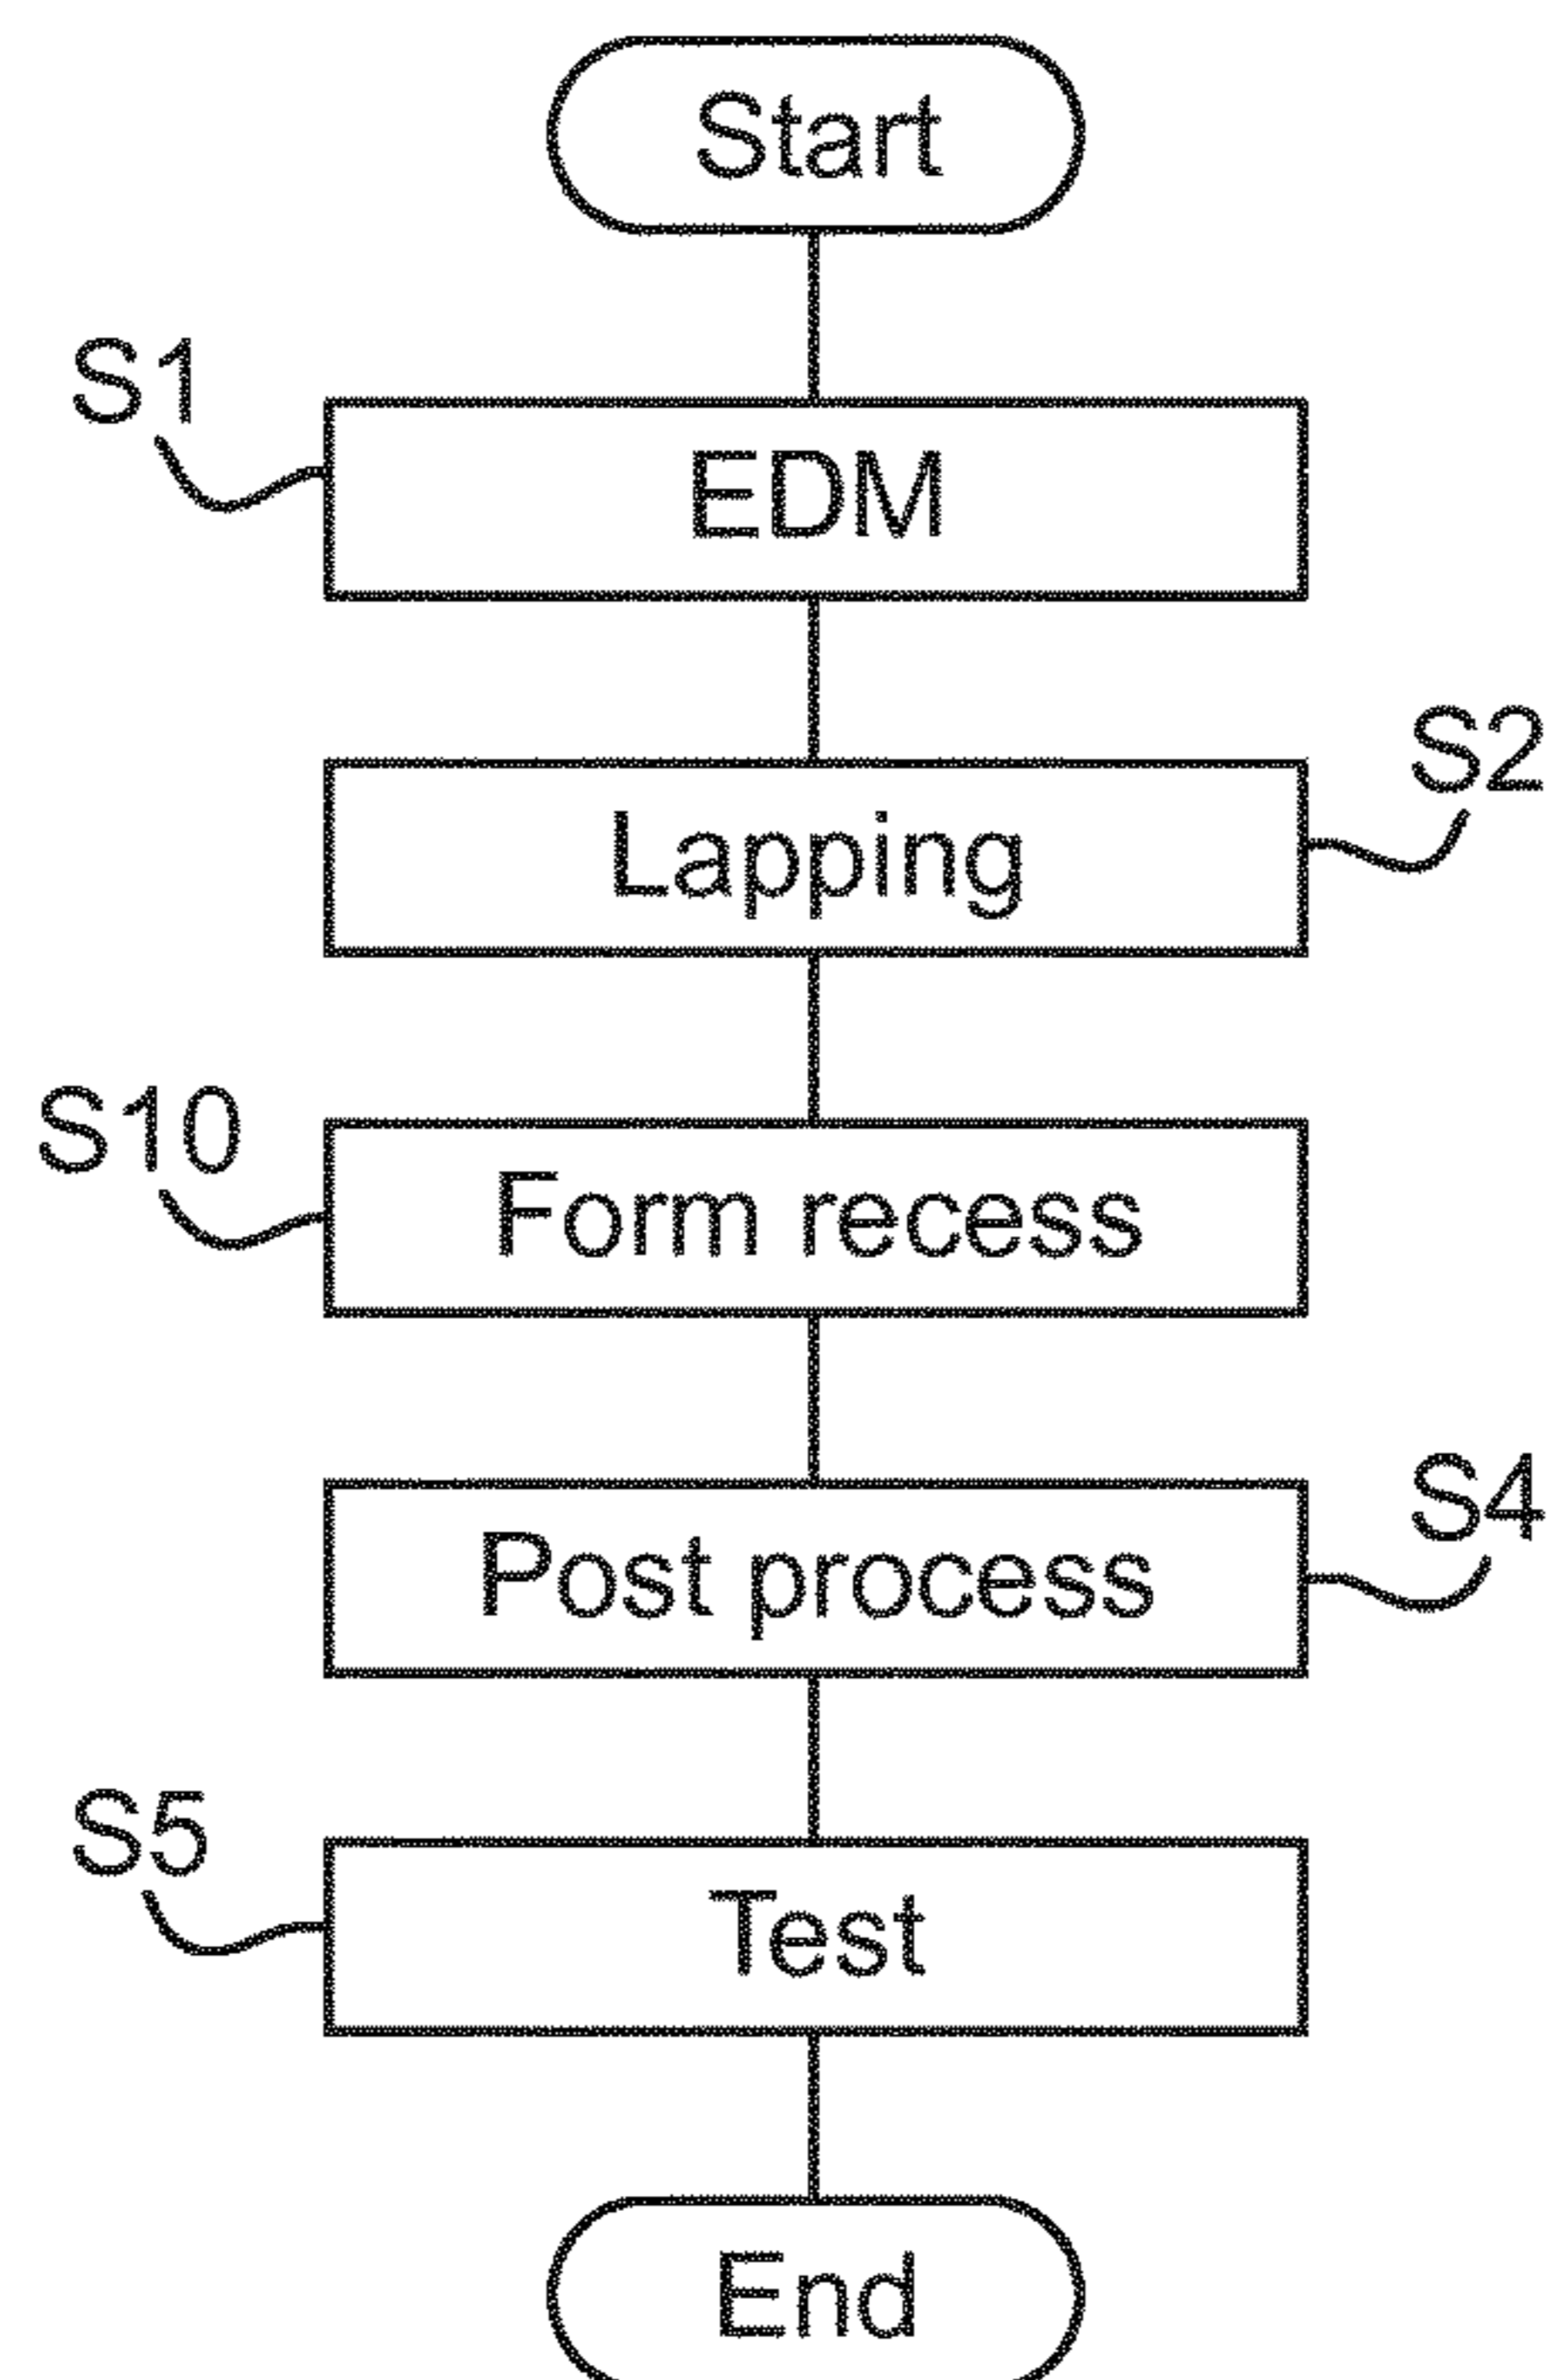 Start
S1
EDM
S2
Lapping
S10
Form recess
S4
Post process
S5
Test
End